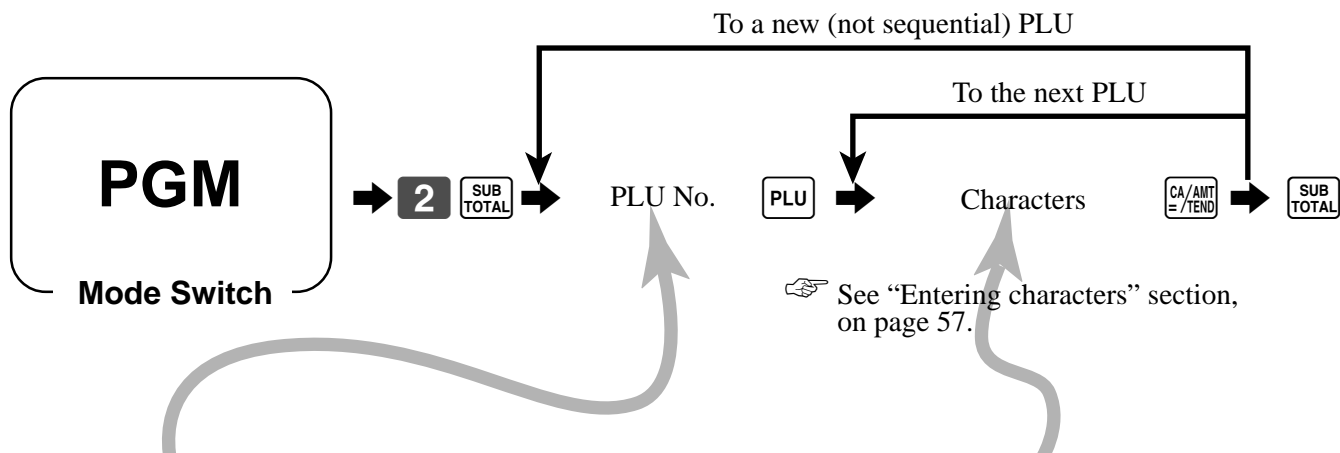 To a new (not sequential) PLU
To the next PLU
PGM
Mode Switch
2 SUB TOTAL PLU No. PLU Characters CA/AMT =/TEND SUB TOTAL
☞ See “Entering characters” section,
on page 57.